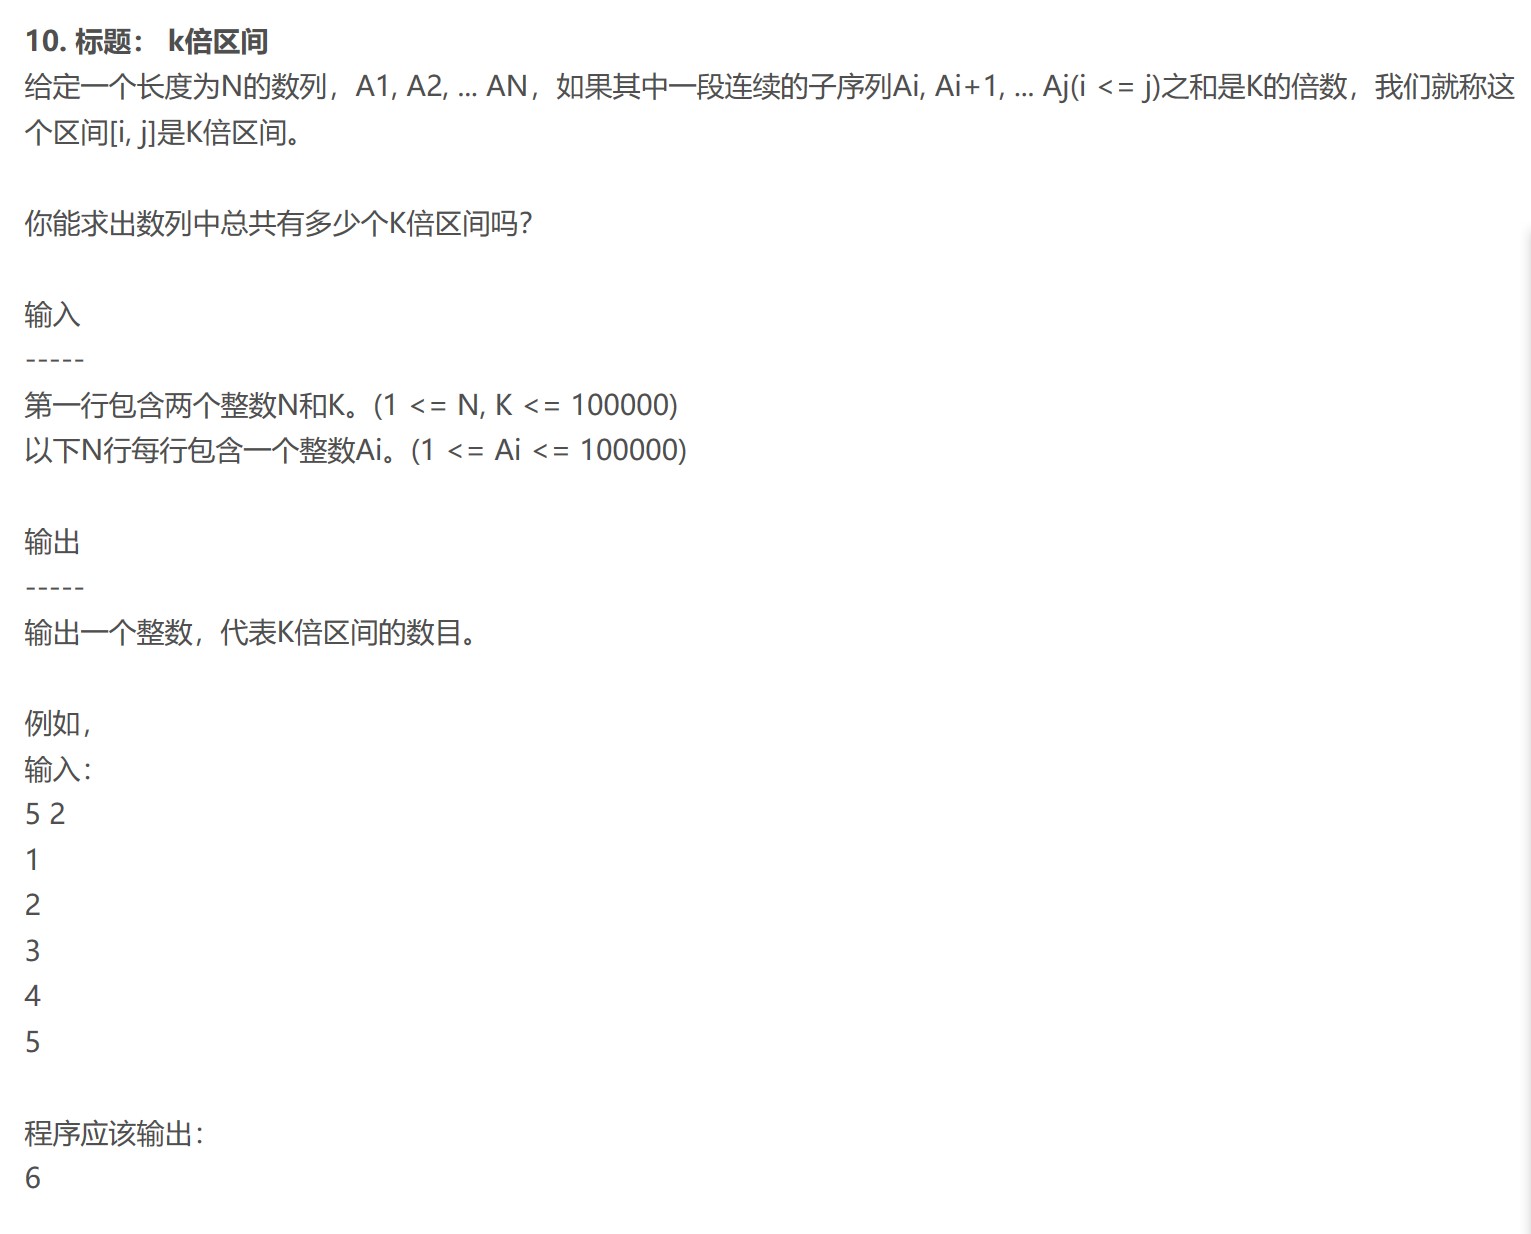 10. 标题： k倍区间
给定一个长度为N的数列，A1, A2, ... AN，如果其中一段连续的子序列Ai, Ai+1, ... Aj(i <= j)之和是K的倍数，我们就称这
个区间[i, j]是K倍区间。
你能求出数列中总共有多少个K倍区间吗？
输入
-----
第一行包含两个整数N和K。(1 <= N, K <= 100000)
以下N行每行包含一个整数Ai。(1 <= Ai <= 100000)
输出
-----
输出一个整数，代表K倍区间的数目。
例如，
输入：
5 2
1
2
3
4
5
程序应该输出：
6